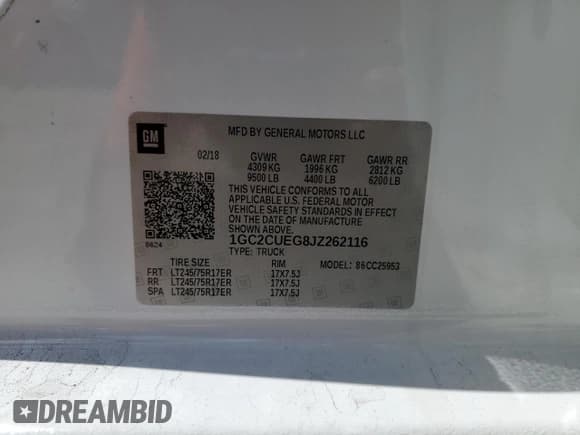 GM
MFD BY GENERAL MOTORS LLC
02/18 GVWR GAWR FRT GAWR RR
4309 KG 1996 KG 2812 KG
9500 LB 4400 LB 6200 LB
THIS VEHICLE CONFORMS TO ALL
APPLICABLE U.S. FEDERAL MOTOR
VEHICLE SAFETY STANDARDS IN EFFECT
ON THE DATE OF MANUFACTURE
SHOWN ABOVE.
1GC2CUEG8JZ262116
8624 TYPE: TRUCK
TIRE SIZE RIM 86CC25953
FRT LT245/75R17ER 17X7.5J
RR LT245/75R17ER 17X7.5J
SPA LT245/75R17ER 17X7.5J
DREAMBID